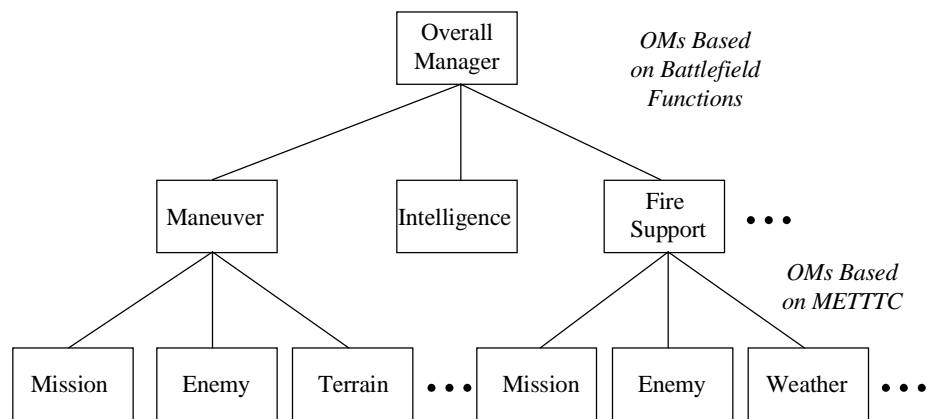 Overall
Manager
OMs Based
on Battlefield
Functions
Maneuver
Intelligence
Fire
Support
OMs Based
on METTTC
Mission
Enemy
Terrain
Mission
Enemy
Weather